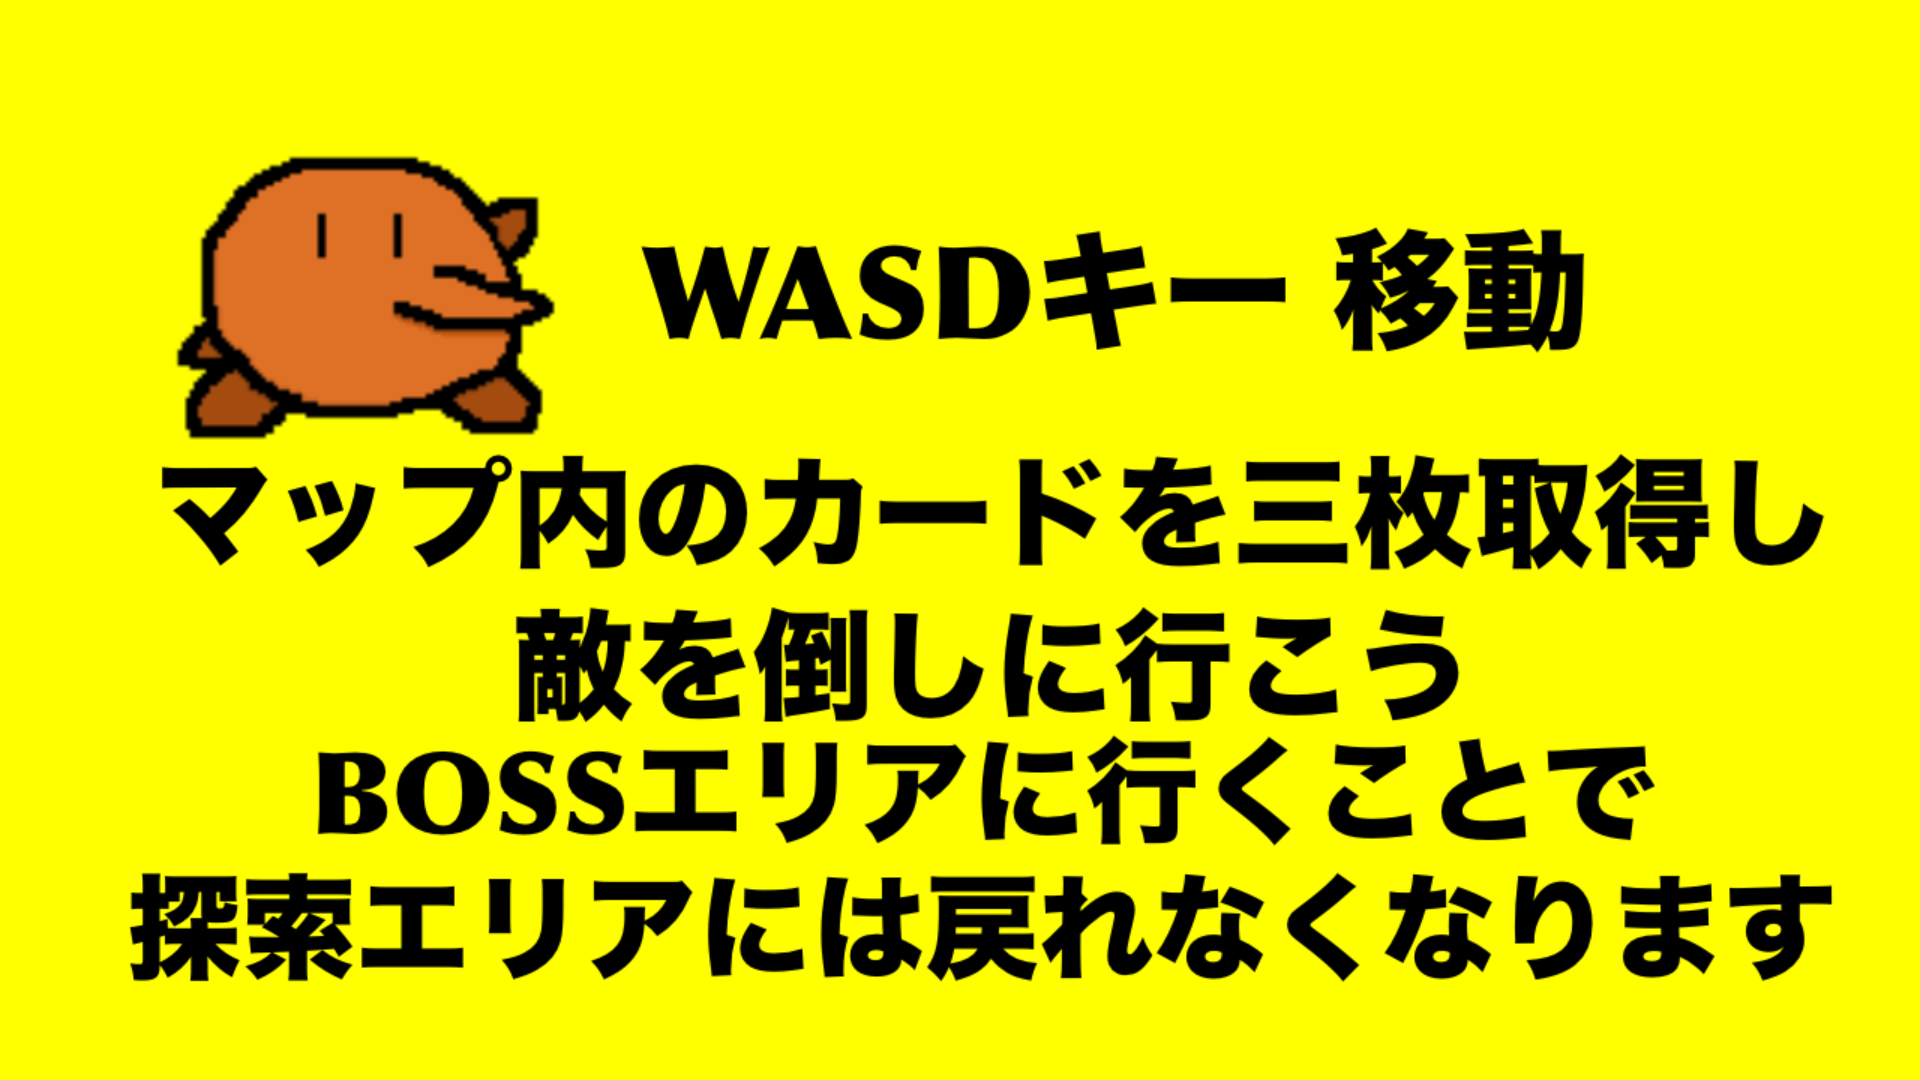 WASDキー 移動
マップ内のカードを三枚取得し
敵を倒しに行こう
BOSSエリアに行くことで
探索エリアには戻れなくなります